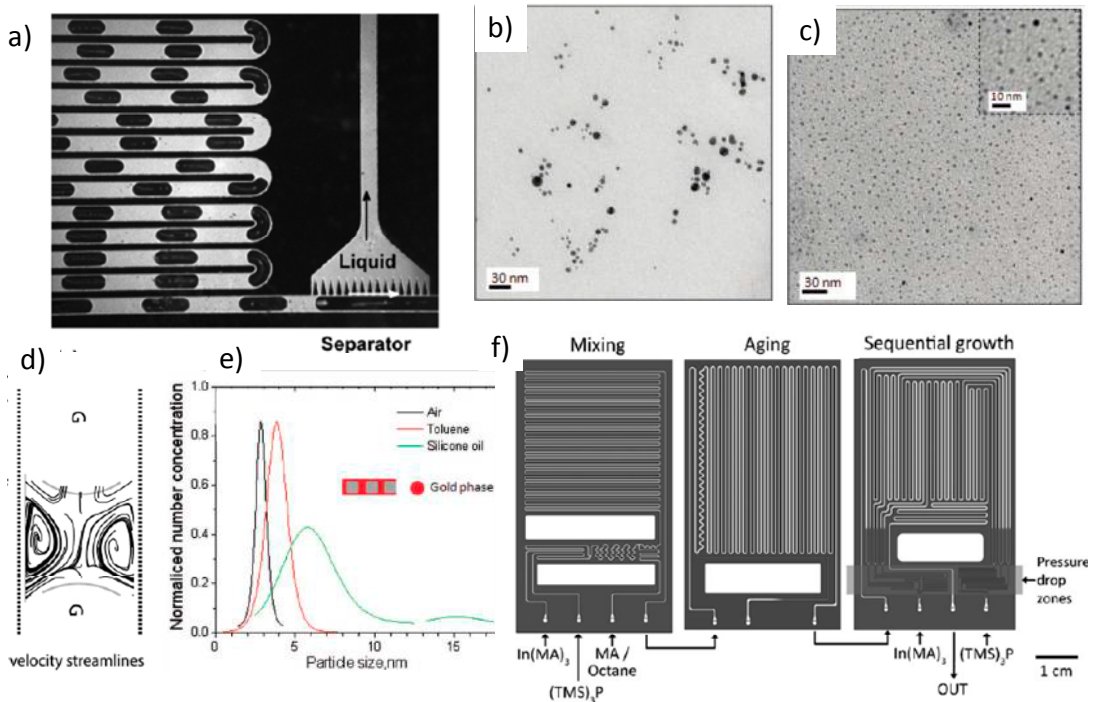 a)
Liquid
Separator
b)
30 nm
c)
10 nm
30 nm
d)
G
G
velocity streamlines
e)
Normaliced number concentration
1.0
0.8
0.6
0.4
0.2
0.0
0
5
10
15
Particle size,nm
Air
Toluene
Silicone oil
Gold phase
f)
Mixing
Aging
Sequential growth
Pressure
drop
zones
In(MA)₃
(TMS)₃P
MA /
Octane
In(MA)₃
(TMS)₃P
OUT
1 cm